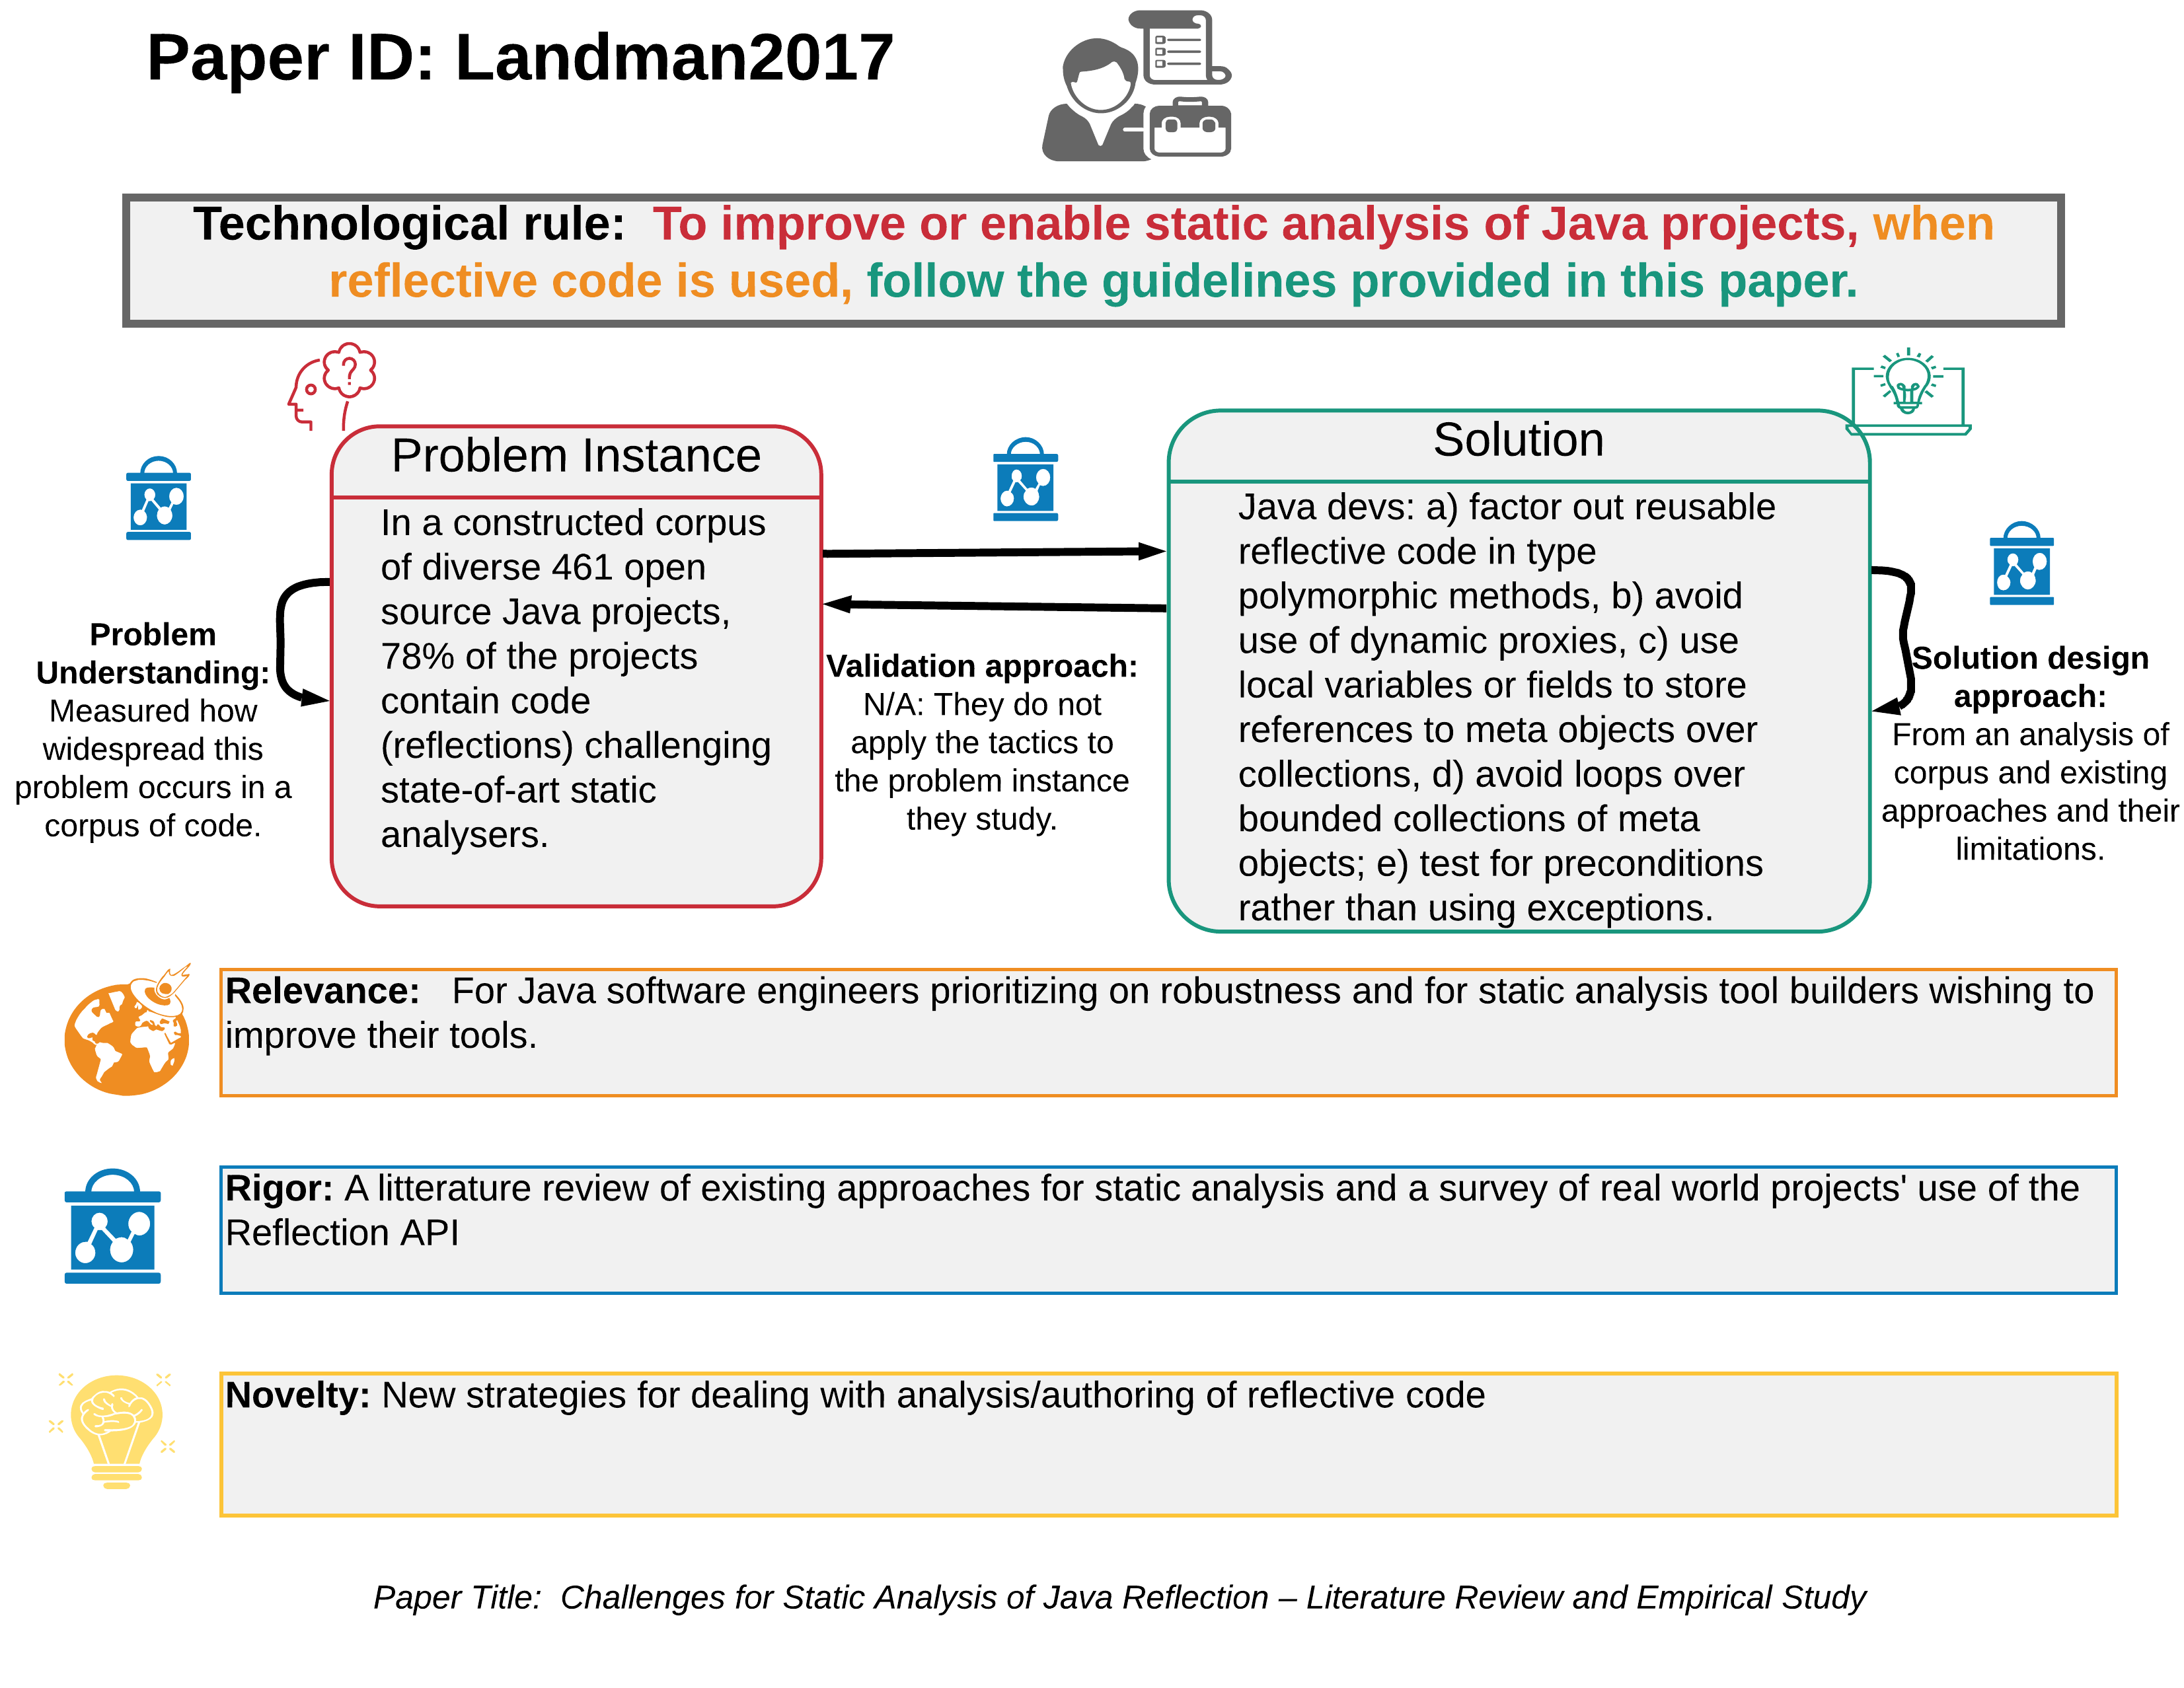 Paper ID: Landman2017
Technological rule: To improve or enable static analysis of Java projects, when
reflective code is used, follow the guidelines provided in this paper.
Problem
Understanding:
Measured how
widespread this
problem occurs in a
corpus of code.
Problem Instance
In a constructed corpus
of diverse 461 open
source Java projects,
78% of the projects
contain code
(reflections) challenging
state-of-art static
analysers.
?
Validation approach:
N/A: They do not
apply the tactics to
the problem instance
they study.
Solution
Java devs: a) factor out reusable
reflective code in type
polymorphic methods, b) avoid
use of dynamic proxies, c) use
local variables or fields to store
references to meta objects over
collections, d) avoid loops over
bounded collections of meta
objects; e) test for preconditions
rather than using exceptions.
Solution design
approach:
From an analysis of
corpus and existing
approaches and their
limitations.
Relevance: For Java software engineers prioritizing on robustness and for static analysis tool builders wishing to
improve their tools.
Rigor: A litterature review of existing approaches for static analysis and a survey of real world projects' use of the
Reflection API
Novelty: New strategies for dealing with analysis/authoring of reflective code
Paper Title: Challenges for Static Analysis of Java Reflection – Literature Review and Empirical Study